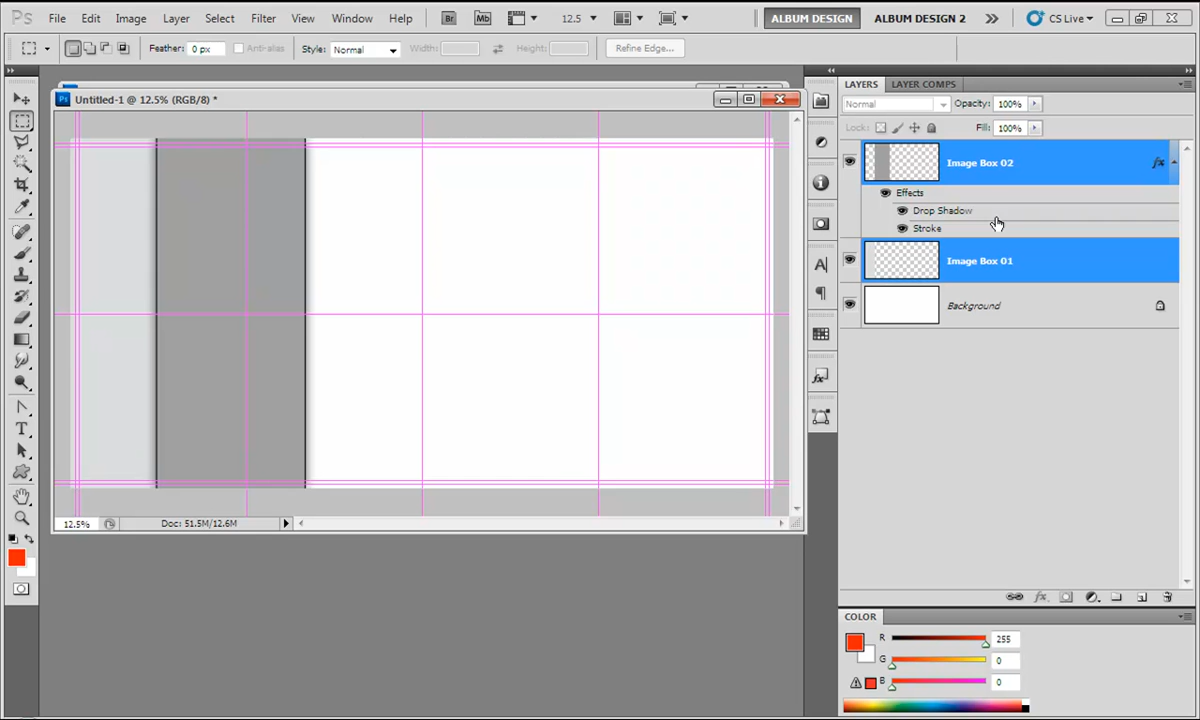 Ps File Edit Image Layer Select Filter View Window Help Br Mb 12.5 ALBUM DESIGN ALBUM DESIGN 2 CS Live
Feather: 0 px Anti-alias Style: Normal Width: Height: Refine Edge...
LAYERS LAYER COMPS
Untitled-1 @ 12.5% (RGB/8) *
Normal Opacity: 100%
Lock: Fill: 100%
Image Box 02 fx
Effects
Drop Shadow
Stroke
Image Box 01
Background
12.5% Doc: 51.5M/12.6M
COLOR
R 255
G 0
B 0